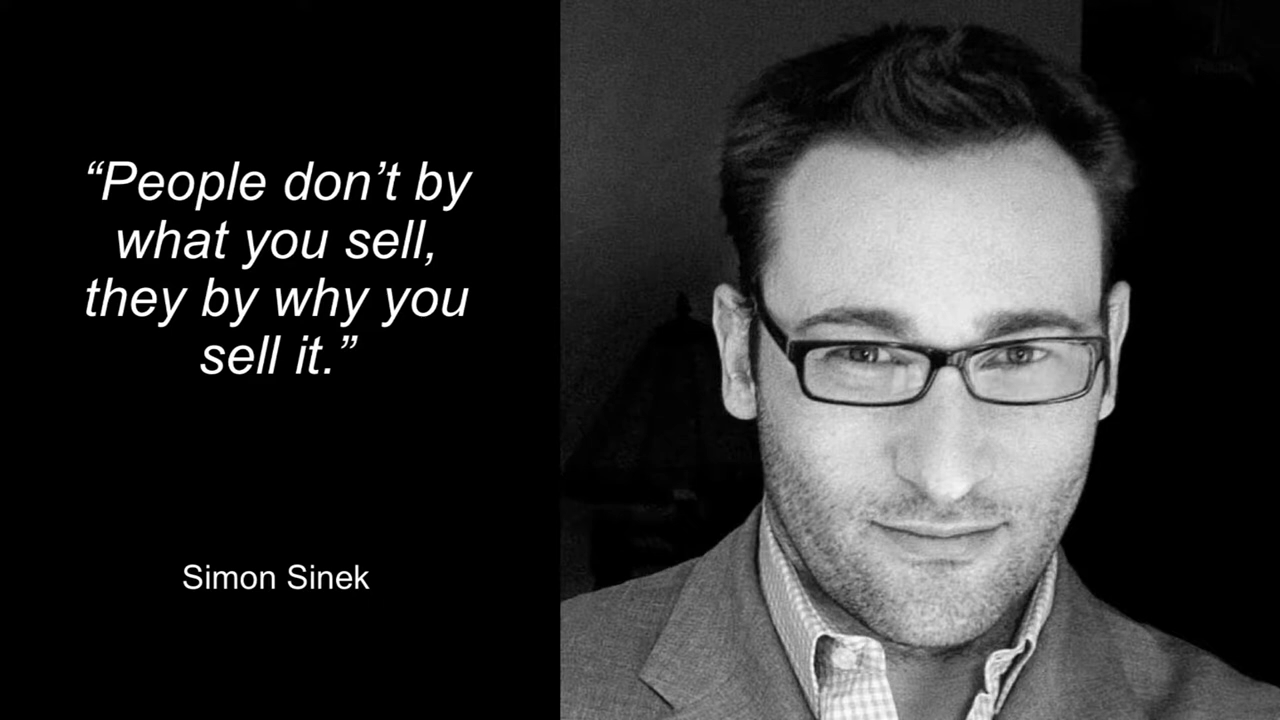 “People don’t by
what you sell,
they by why you
sell it.”
Simon Sinek